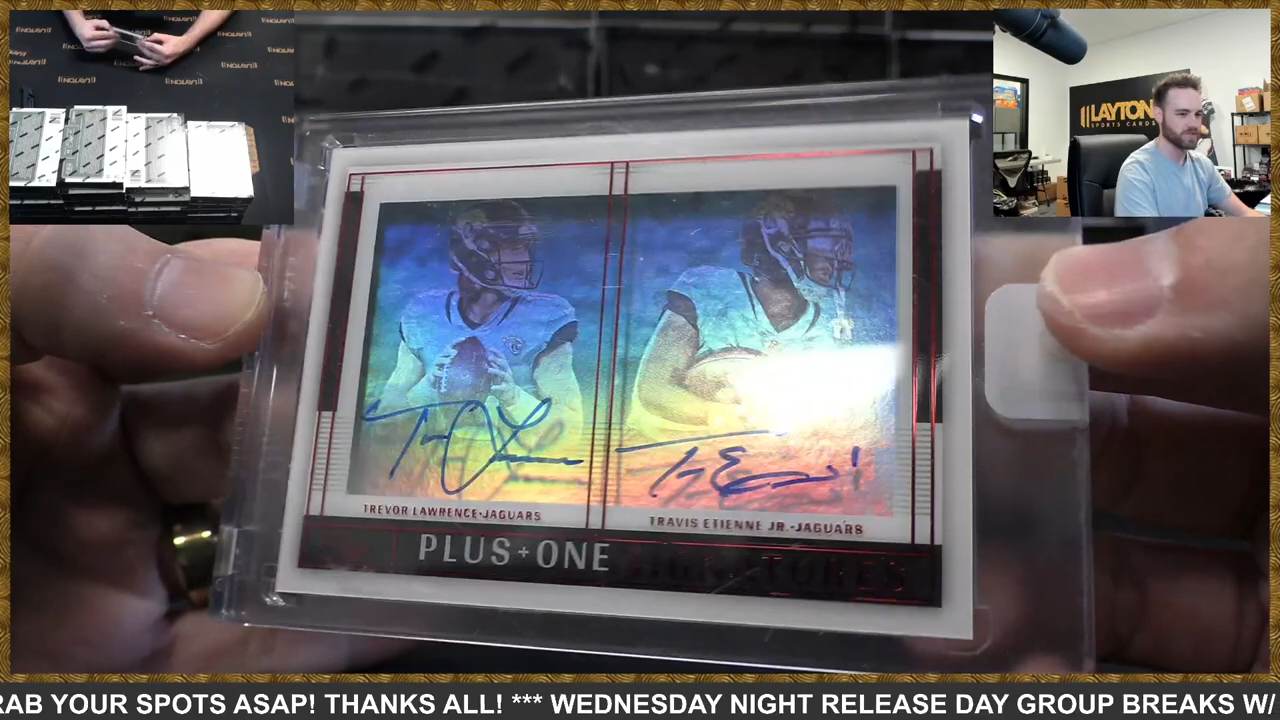 LAYTON
SPORTS CARDS
TREVOR LAWRENCE-JAGUARS
TRAVIS ETIENNE JR.-JAGUARS
PLUS+ONE SIGNATURES
RAB YOUR SPOTS ASAP! THANKS ALL! *** WEDNESDAY NIGHT RELEASE DAY GROUP BREAKS W/